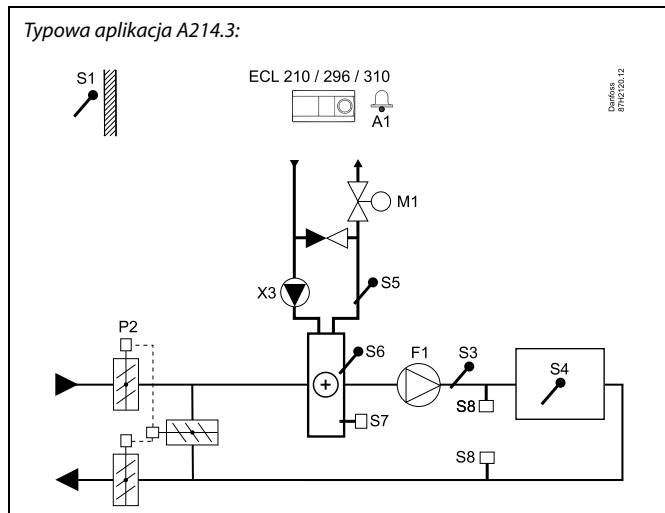 Typowa aplikacja A214.3:
S1
ECL 210 / 296 / 310
A1
Danfoss
87H2120.12
M1
X3
S5
P2
S6
F1
S3
S4
S8
S7
S8